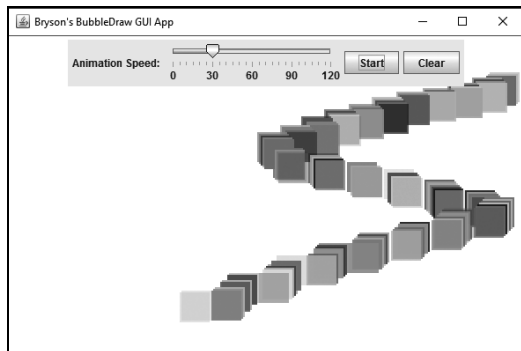 Bryson's BubbleDraw GUI App
Animation Speed:
0 30 60 90 120
Start Clear